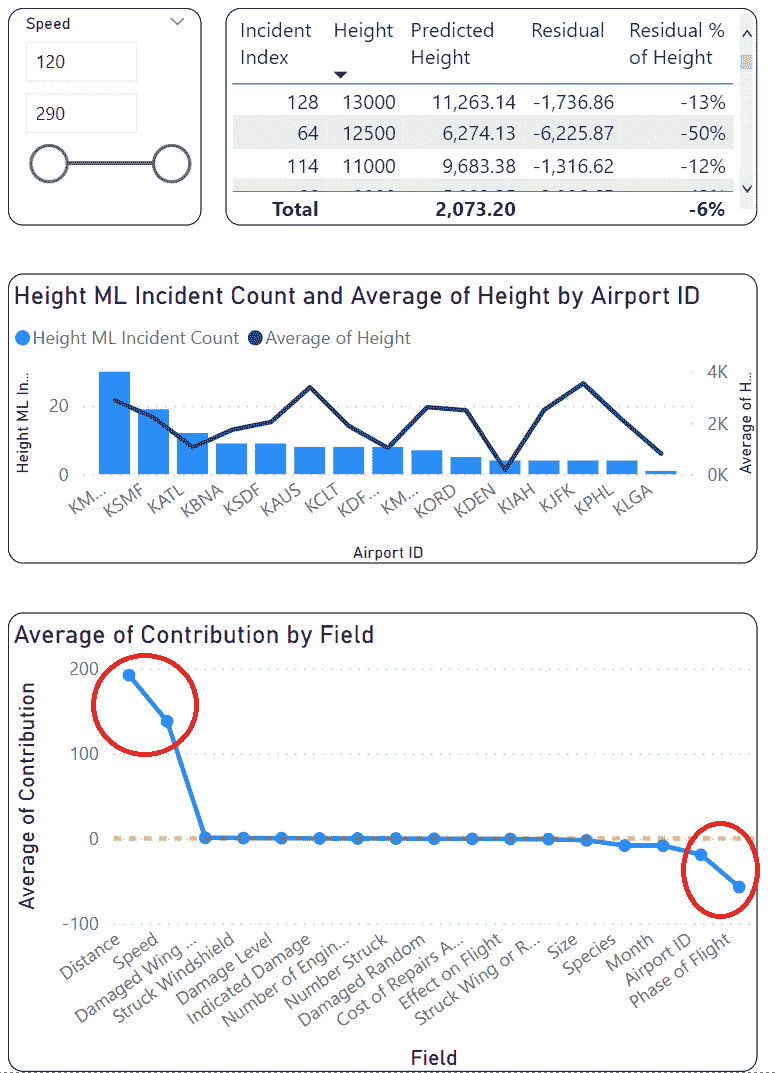 Speed
120
290
Incident Index Height Predicted Height Residual Residual % of Height
128 13000 11,263.14 -1,736.86 -13%
64 12500 6,274.13 -6,225.87 -50%
114 11000 9,683.38 -1,316.62 -12%
Total 2,073.20 -6%
Height ML Incident Count and Average of Height by Airport ID
Height ML Incident Count Average of Height
Height ML In...
Average of H...
20
0
4K
2K
0K
KM... KSMF KATL KBNA KSDF KAUS KCLT KDF... KM... KORD KDEN KIAH KJFK KPHL KLGA
Airport ID
Average of Contribution by Field
Average of Contribution
200
100
0
-100
Distance Speed Damaged Wing ... Struck Windshield Damage Level Indicated Damage Number of Engin... Number Struck Damaged Random Cost of Repairs A... Effect on Flight Struck Wing or R... Size Species Month Airport ID Phase of Flight
Field